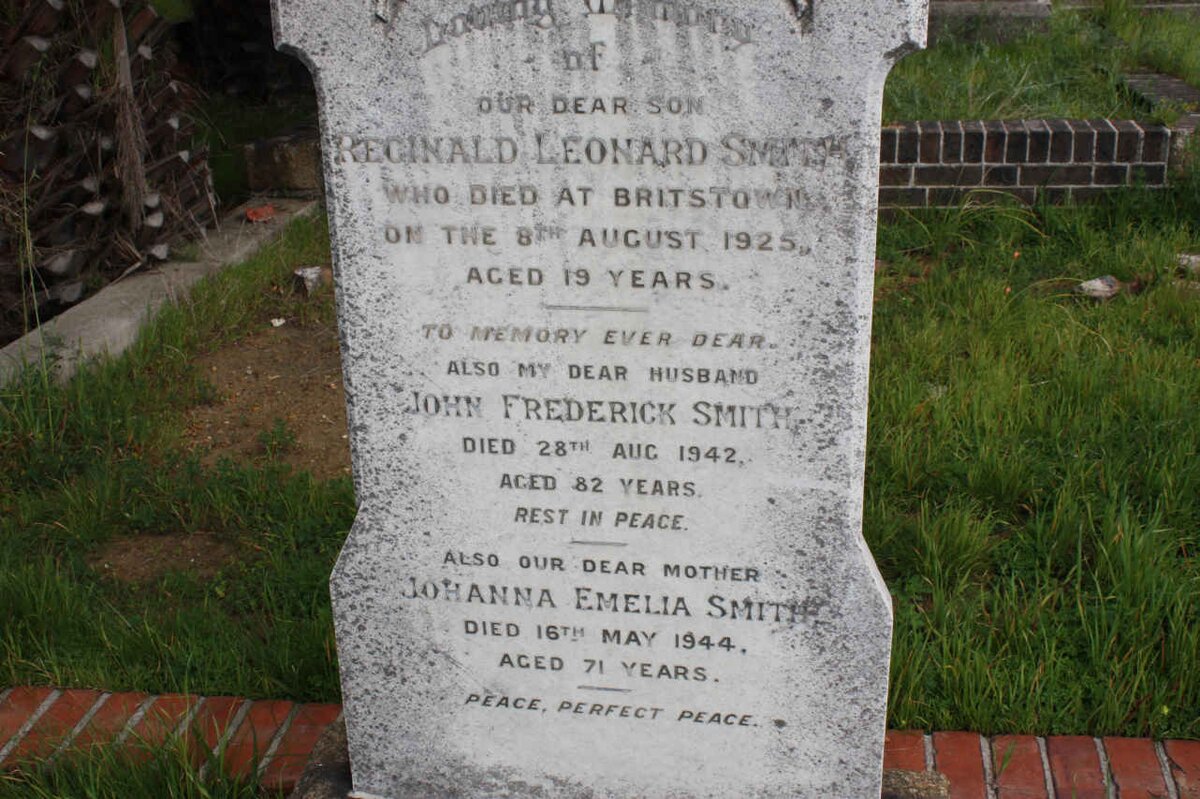 Loving Memory
of
OUR DEAR SON
REGINALD LEONARD SMITH
WHO DIED AT BRITSTOWN
ON THE 8TH AUGUST 1925,
AGED 19 YEARS.
TO MEMORY EVER DEAR.
ALSO MY DEAR HUSBAND
JOHN FREDERICK SMITH,
DIED 28TH AUG 1942,
AGED 82 YEARS.
REST IN PEACE.
ALSO OUR DEAR MOTHER
JOHANNA EMELIA SMITH
DIED 16TH MAY 1944,
AGED 71 YEARS.
PEACE, PERFECT PEACE.